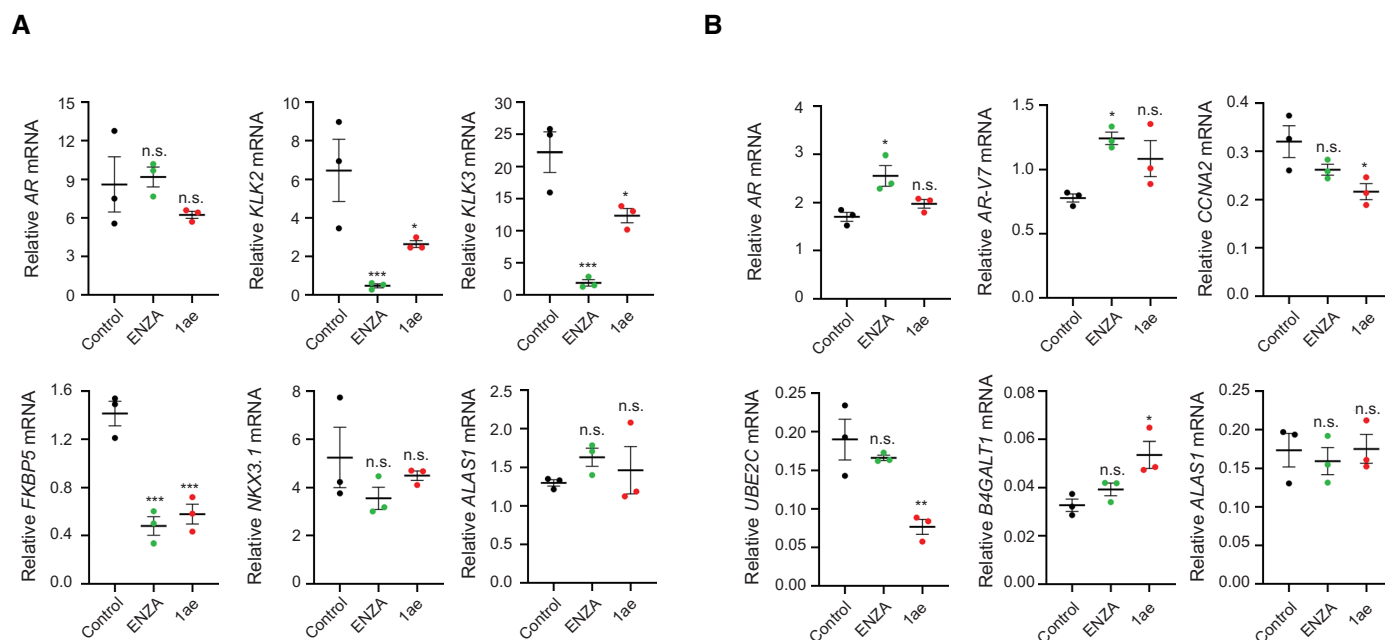 A
B
Relative AR mRNA
15
12
9
6
3
0
n.s.
n.s.
Control
ENZA
1ae
Relative KLK2 mRNA
10
8
6
4
2
0
***
*
Control
ENZA
1ae
Relative KLK3 mRNA
30
25
20
15
10
5
0
***
*
Control
ENZA
1ae
Relative AR mRNA
4
3
2
1
0
*
n.s.
Control
ENZA
1ae
Relative AR-V7 mRNA
1.5
1.0
0.5
0.0
*
n.s.
Control
ENZA
1ae
Relative CCNA2 mRNA
0.4
0.3
0.2
0.1
0.0
n.s.
*
Control
ENZA
1ae
Relative FKBP5 mRNA
1.6
1.2
0.8
0.4
0.0
***
***
Control
ENZA
1ae
Relative NKX3.1 mRNA
8
6
4
2
0
n.s.
n.s.
Control
ENZA
1ae
Relative ALAS1 mRNA
2.5
2.0
1.5
1.0
0.5
0.0
n.s.
n.s.
Control
ENZA
1ae
Relative UBE2C mRNA
0.25
0.20
0.15
0.10
0.05
0.00
n.s.
**
Control
ENZA
1ae
Relative B4GALT1 mRNA
0.08
0.06
0.04
0.02
0.00
n.s.
*
Control
ENZA
1ae
Relative ALAS1 mRNA
0.25
0.20
0.15
0.10
0.05
0.00
n.s.
n.s.
Control
ENZA
1ae